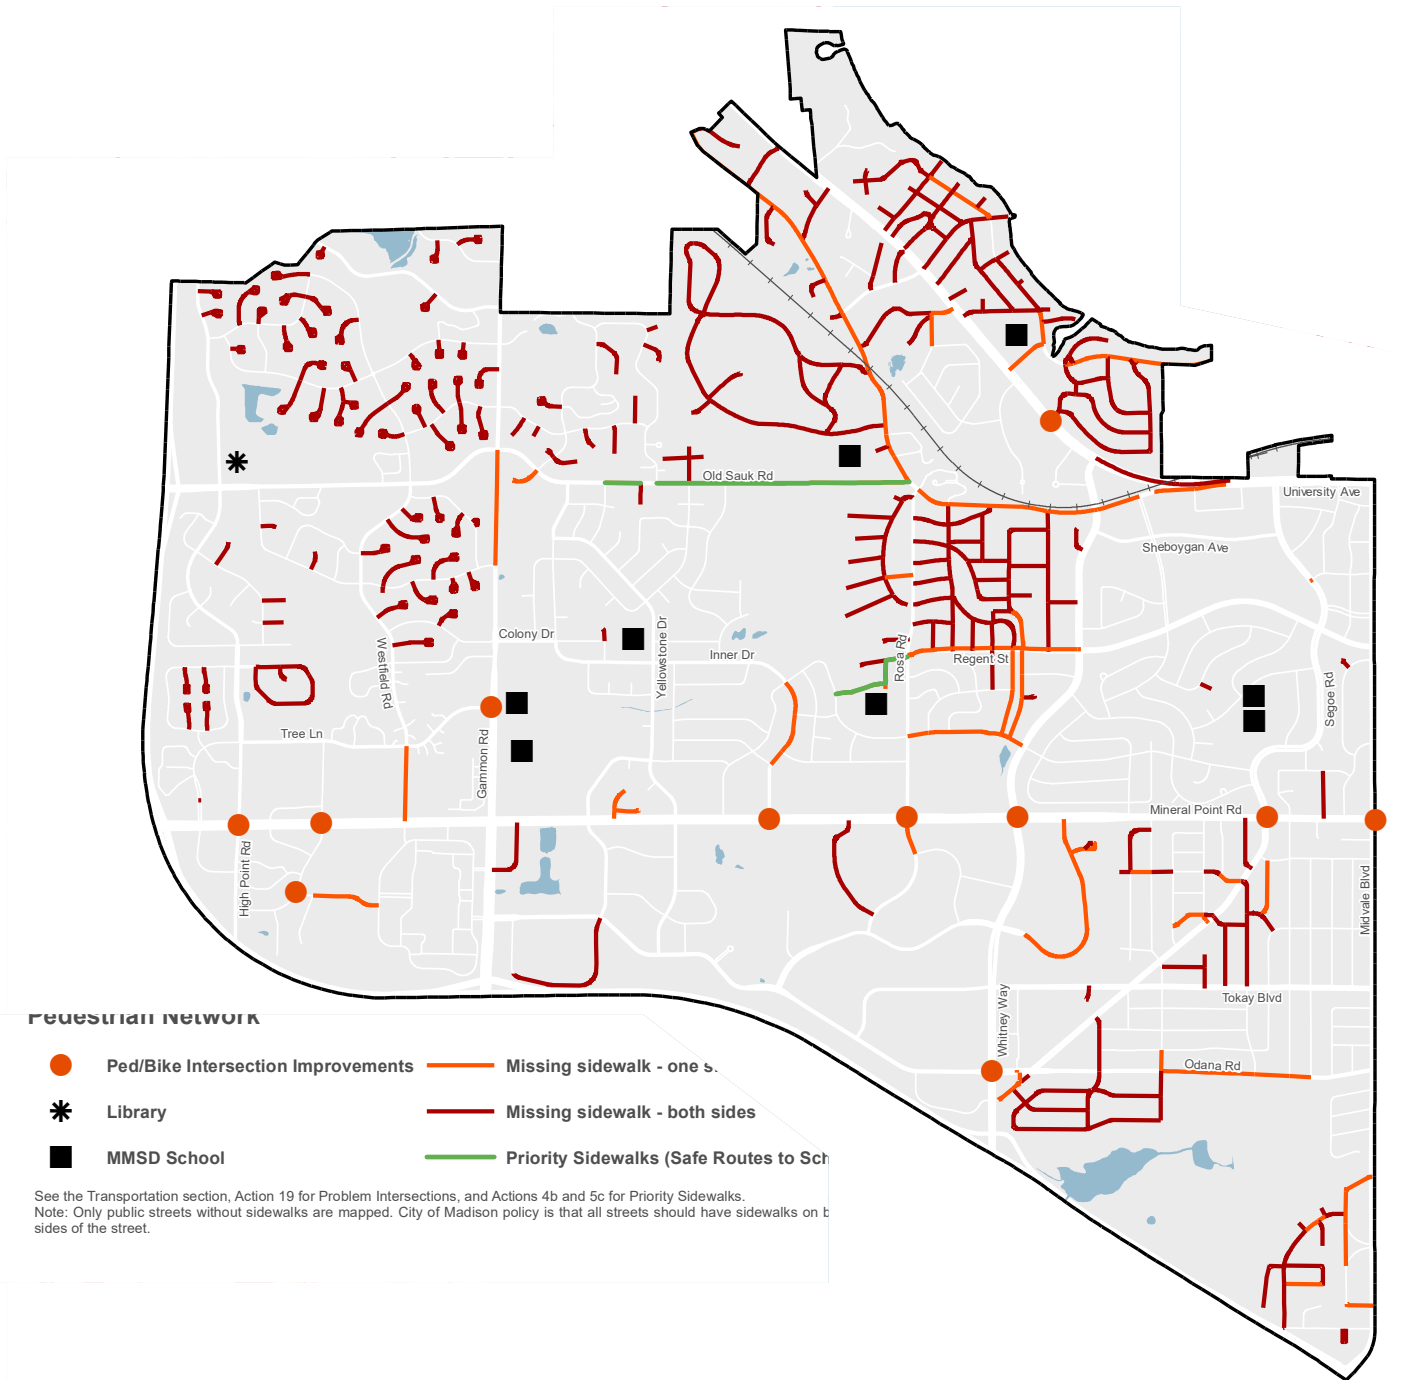 Old Sauk Rd
University Ave
Sheboygan Ave
Colony Dr
Yellowstone Dr
Inner Dr
Rosa Rd
Regent St
Westfield Rd
Segoe Rd
Tree Ln
Gammon Rd
Mineral Point Rd
High Point Rd
Midvale Blvd
Whitney Way
Tokay Blvd
Odana Rd
Pedestrian Network
Ped/Bike Intersection Improvements
Missing sidewalk - one
Library
Missing sidewalk - both sides
MMSD School
Priority Sidewalks (Safe Routes to
See the Transportation section, Action 19 for Problem Intersections, and Actions 4b and 5c for Priority Sidewalks.
Note: Only public streets without sidewalks are mapped. City of Madison policy is that all streets should have sidewalks on
sides of the street.